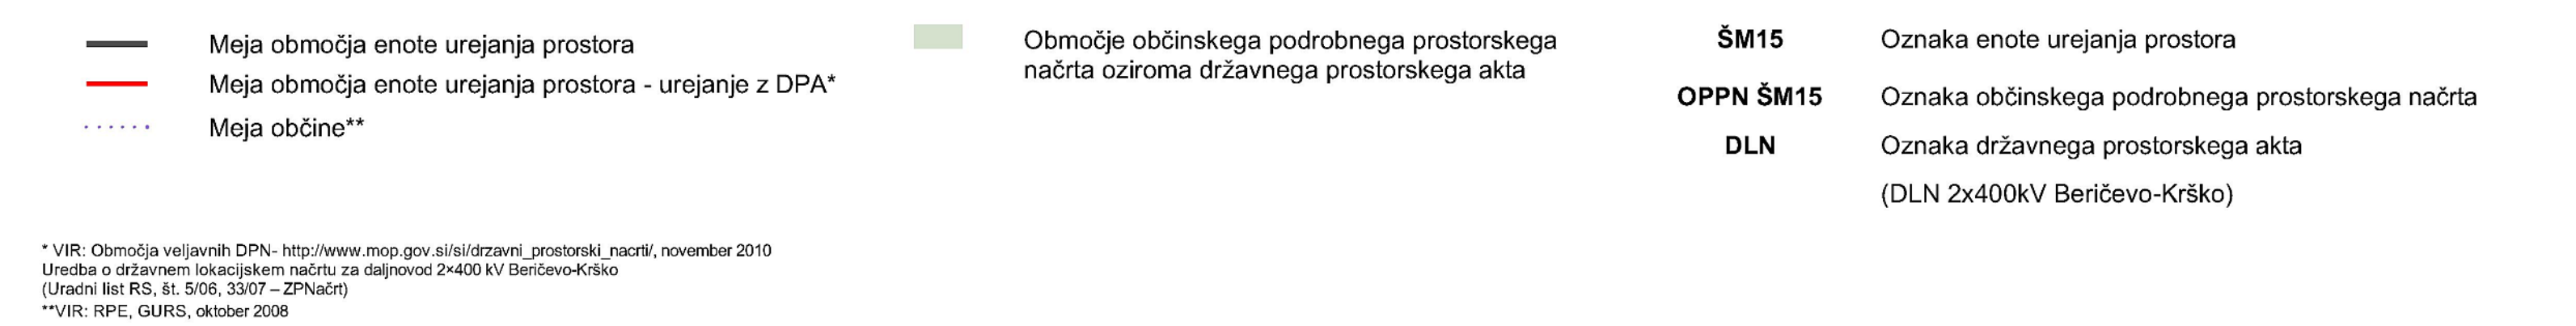 Meja območja enote urejanja prostora
Meja območja enote urejanja prostora - urejanje z DPA*
Meja občine**
Območje občinskega podrobnega prostorskega
načrta oziroma državnega prostorskega akta
ŠM15 Oznaka enote urejanja prostora
OPPN ŠM15 Oznaka občinskega podrobnega prostorskega načrta
DLN Oznaka državnega prostorskega akta
(DLN 2x400kV Beričevo-Krško)
* VIR: Območja veljavnih DPN- http://www.mop.gov.si/si/drzavni_prostorski_nacrti/, november 2010
Uredba o državnem lokacijskem načrtu za daljnovod 2×400 kV Beričevo-Krško
(Uradni list RS, št. 5/06, 33/07 – ZPNačrt)
**VIR: RPE, GURS, oktober 2008